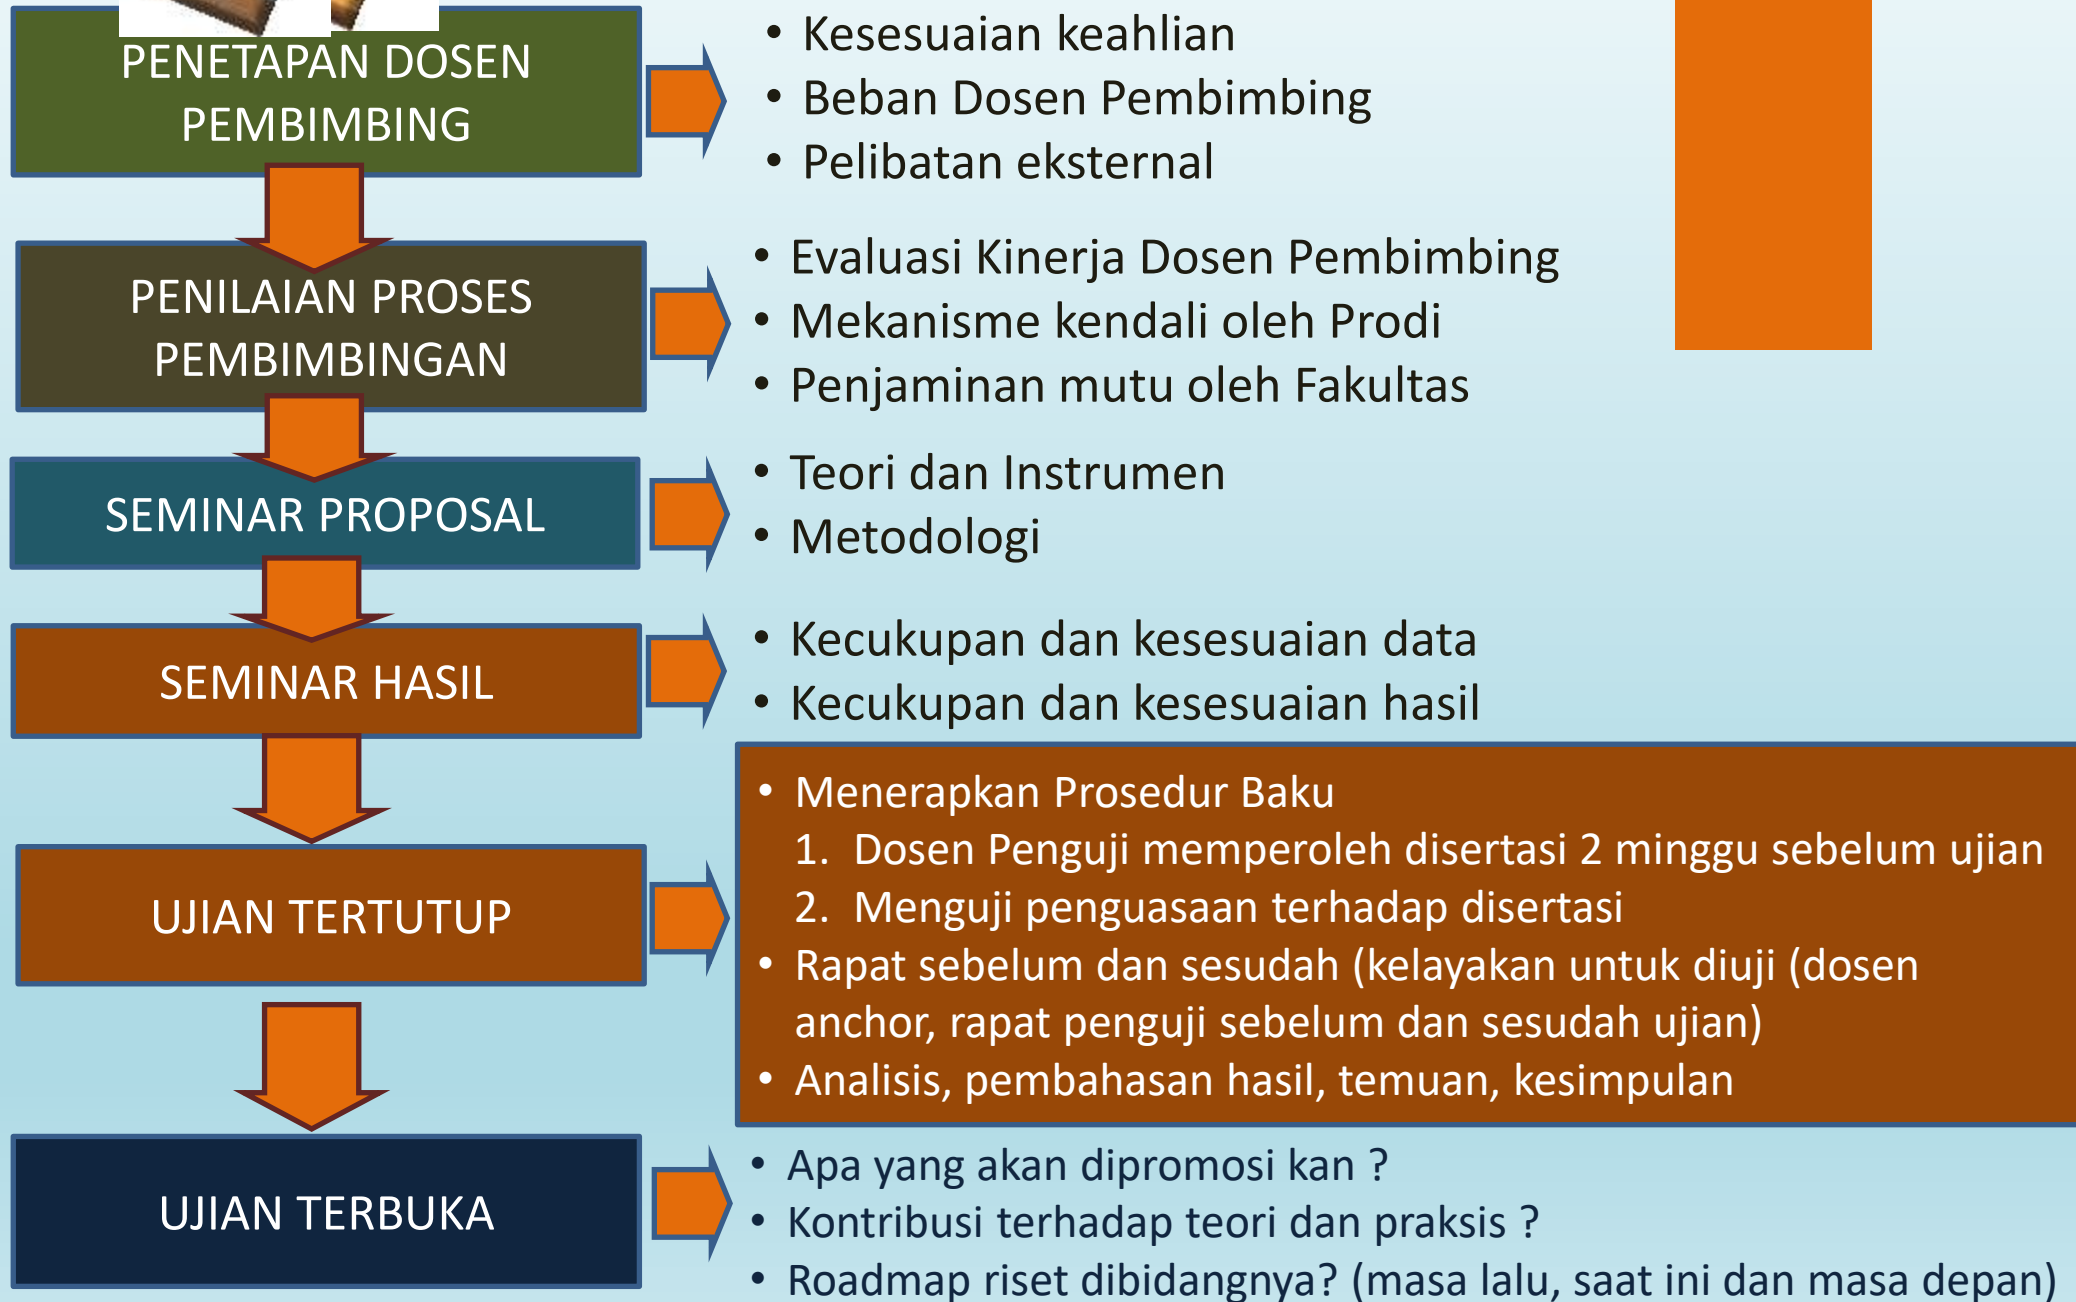 PENETAPAN DOSEN
PEMBIMBING
• Kesesuaian keahlian
• Beban Dosen Pembimbing
• Pelibatan eksternal
PENILAIAN PROSES
PEMBIMBINGAN
• Evaluasi Kinerja Dosen Pembimbing
• Mekanisme kendali oleh Prodi
• Penjaminan mutu oleh Fakultas
SEMINAR PROPOSAL
• Teori dan Instrumen
• Metodologi
SEMINAR HASIL
• Kecukupan dan kesesuaian data
• Kecukupan dan kesesuaian hasil
UJIAN TERTUTUP
• Menerapkan Prosedur Baku
1. Dosen Penguji memperoleh disertasi 2 minggu sebelum ujian
2. Menguji penguasaan terhadap disertasi
• Rapat sebelum dan sesudah (kelayakan untuk diuji (dosen
anchor, rapat penguji sebelum dan sesudah ujian)
• Analisis, pembahasan hasil, temuan, kesimpulan
UJIAN TERBUKA
• Apa yang akan dipromosi kan ?
• Kontribusi terhadap teori dan praksis ?
• Roadmap riset dibidangnya? (masa lalu, saat ini dan masa depan)